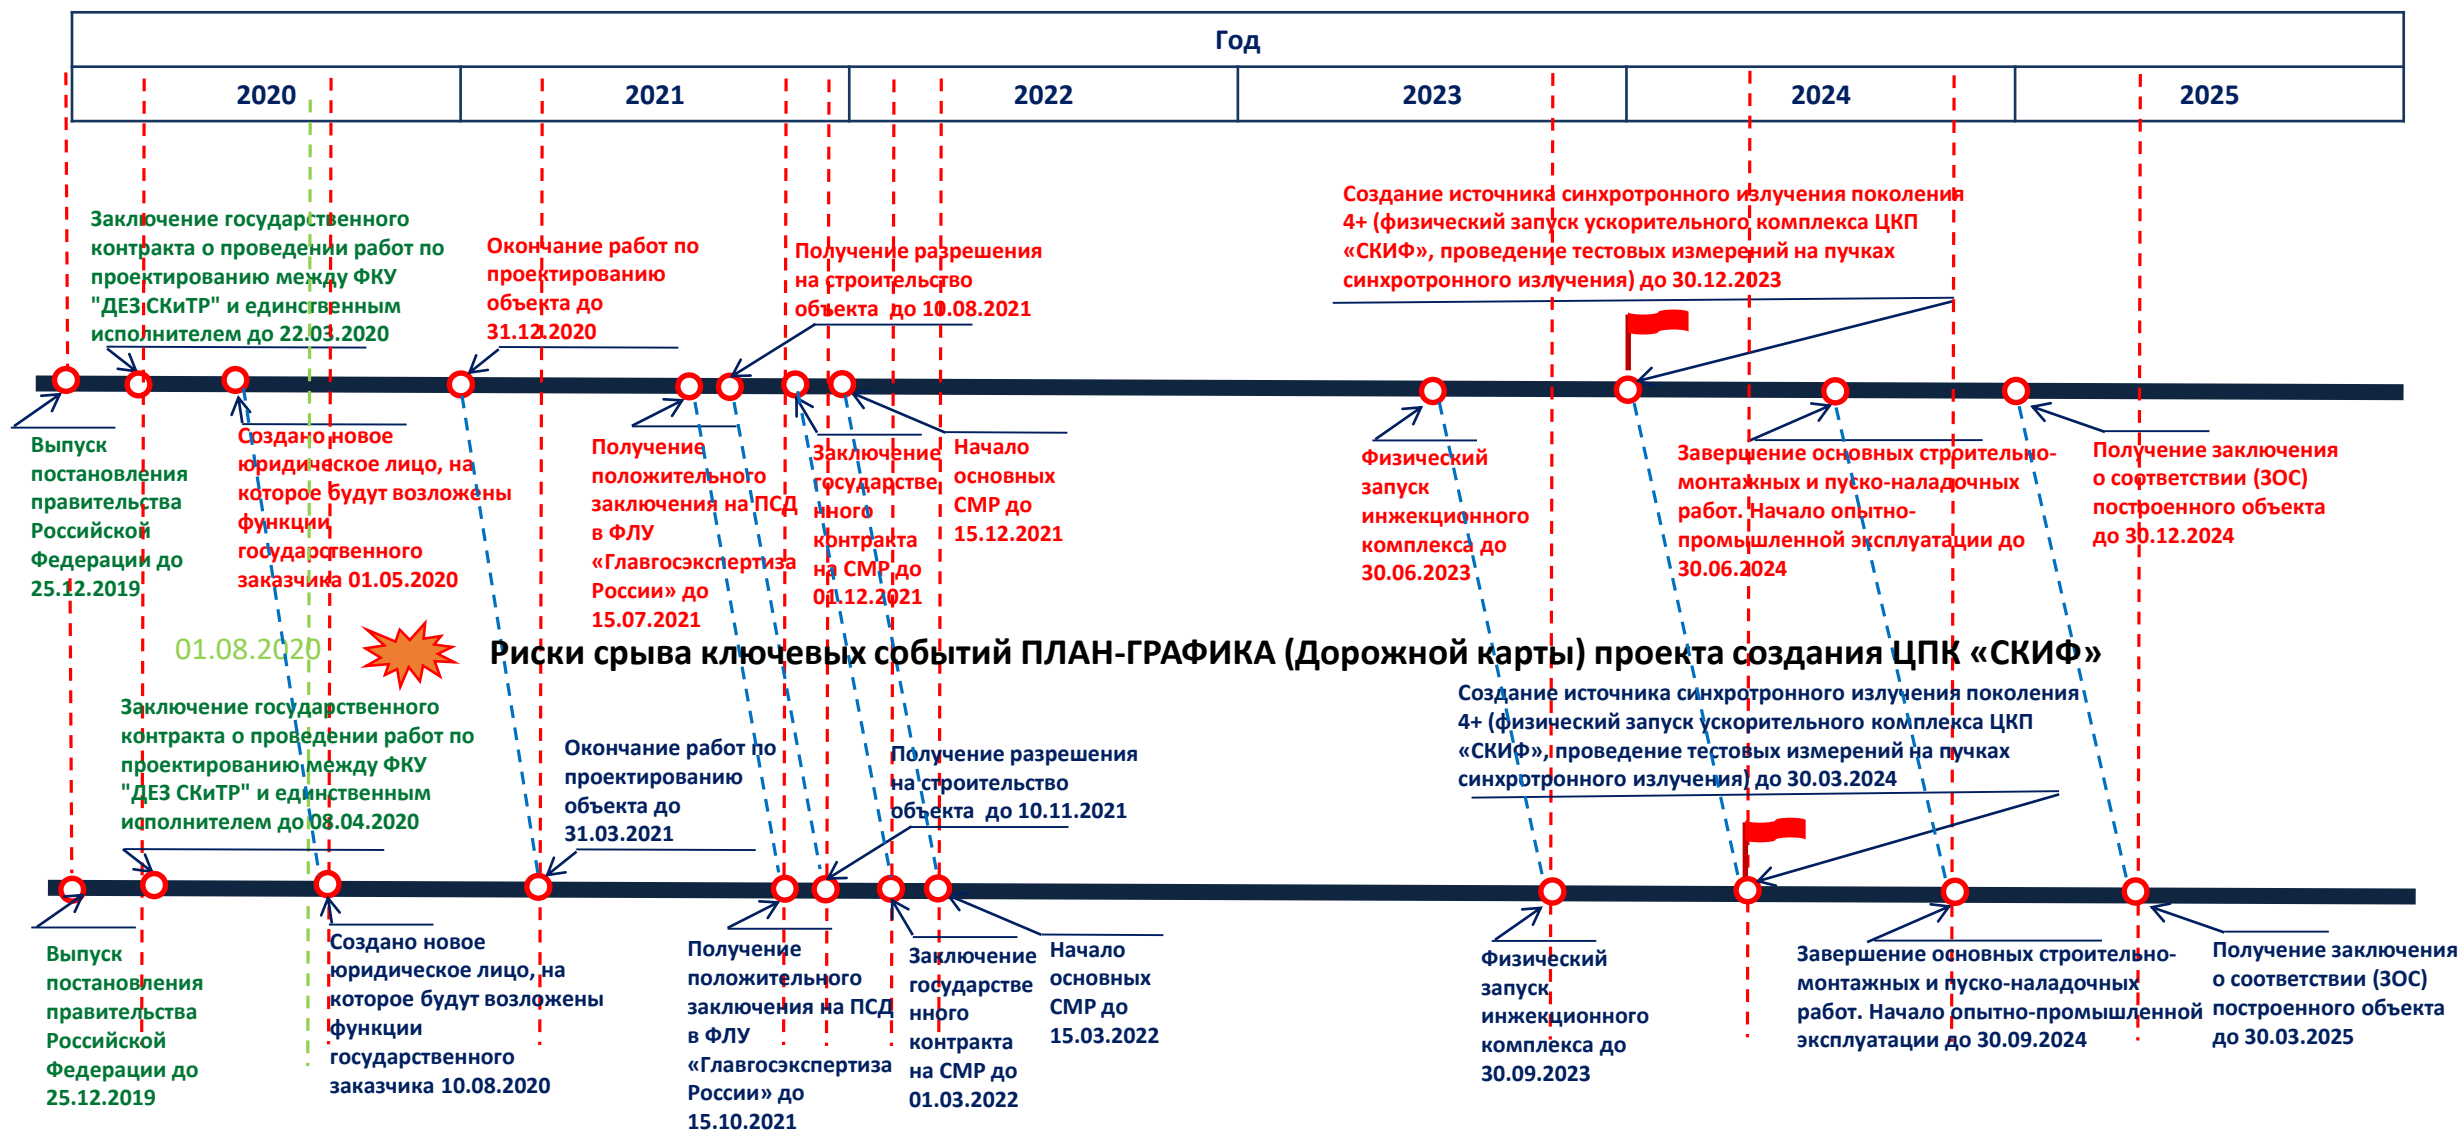 Год
2020
2021
2022
2023
2024
2025
Заключение государственного
контракта о проведении работ по
проектированию между ФКУ
"ДЕЗ СКиТР" и единственным
исполнителем до 22.03.2020
Окончание работ по
проектированию
объекта до
31.12.2020
Получение разрешения
на строительство
объекта до 10.08.2021
Создание источника синхротронного излучения поколения
4+ (физический запуск ускорительного комплекса ЦКП
«СКИФ», проведение тестовых измерений на пучках
синхротронного излучения) до 30.12.2023
Выпуск
постановления
правительства
Российской
Федерации до
25.12.2019
Создано новое
юридическое лицо, на
которое будут возложены
функции
государственного
заказчика 01.05.2020
Получение
положительного
заключения на ПСД
в ФЛУ
«Главгосэкспертиза
России» до
15.07.2021
Заключение
государстве
нного
контракта
на СМР до
01.12.2021
Начало
основных
СМР до
15.12.2021
Физический
запуск
инжекционного
комплекса до
30.06.2023
Завершение основных строительно-
монтажных и пуско-наладочных
работ. Начало опытно-
промышленной эксплуатации до
30.06.2024
Получение заключения
о соответствии (ЗОС)
построенного объекта
до 30.12.2024
01.08.2020
Риски срыва ключевых событий ПЛАН-ГРАФИКА (Дорожной карты) проекта создания ЦПК «СКИФ»
Заключение государственного
контракта о проведении работ по
проектированию между ФКУ
"ДЕЗ СКиТР" и единственным
исполнителем до 08.04.2020
Окончание работ по
проектированию
объекта до
31.03.2021
Получение разрешения
на строительство
объекта до 10.11.2021
Создание источника синхротронного излучения поколения
4+ (физический запуск ускорительного комплекса ЦКП
«СКИФ», проведение тестовых измерений на пучках
синхротронного излучения) до 30.03.2024
Выпуск
постановления
правительства
Российской
Федерации до
25.12.2019
Создано новое
юридическое лицо, на
которое будут возложены
функции
государственного
заказчика 10.08.2020
Получение
положительного
заключения на ПСД
в ФЛУ
«Главгосэкспертиза
России» до
15.10.2021
Заключение
государстве
нного
контракта
на СМР до
01.03.2022
Начало
основных
СМР до
15.03.2022
Физический
запуск
инжекционного
комплекса до
30.09.2023
Завершение основных строительно-
монтажных и пуско-наладочных
работ. Начало опытно-промышленной
эксплуатации до 30.09.2024
Получение заключения
о соответствии (ЗОС)
построенного объекта
до 30.03.2025